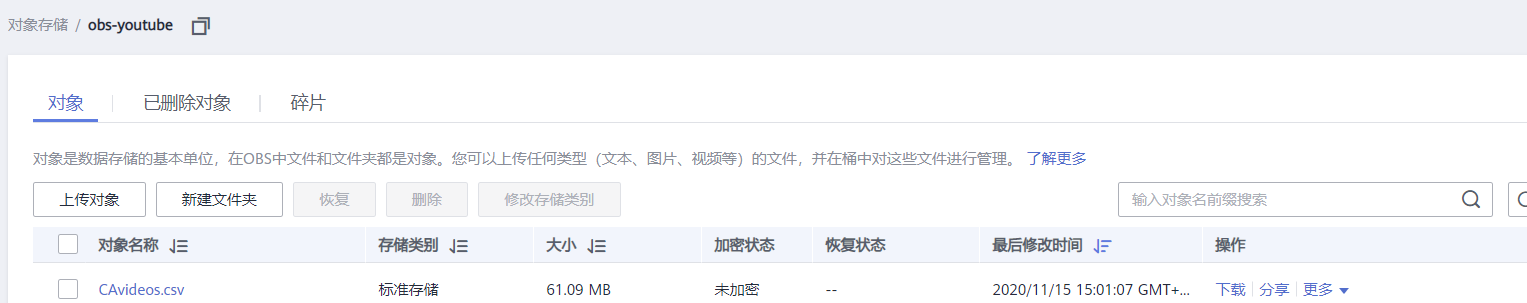 对象存储 / obs-youtube
对象 已删除对象 碎片
对象是数据存储的基本单位，在OBS中文件和文件夹都是对象。您可以上传任何类型（文本、图片、视频等）的文件，并在桶中对这些文件进行管理。 了解更多
上传对象 新建文件夹 恢复 删除 修改存储类别 输入对象名前缀搜索
对象名称 存储类别 大小 加密状态 恢复状态 最后修改时间 操作
CAvideos.csv 标准存储 61.09 MB 未加密 -- 2020/11/15 15:01:07 GMT+... 下载 分享 更多